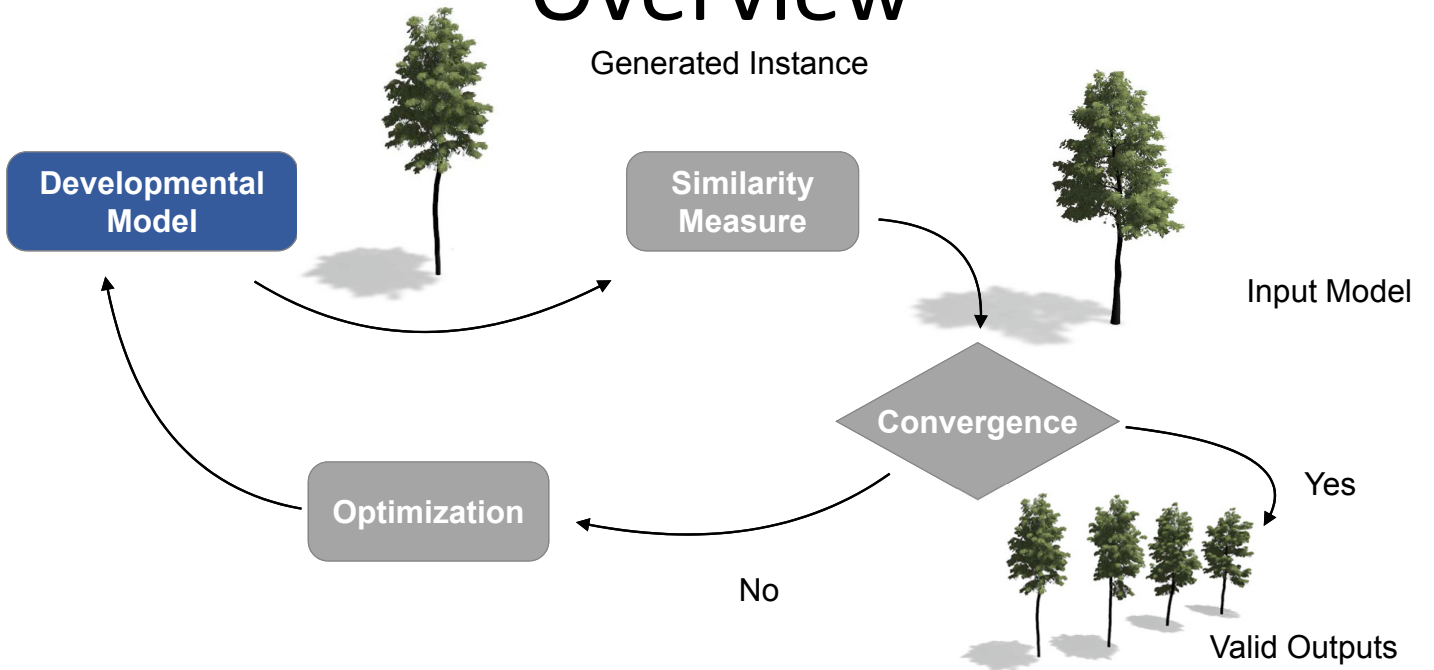 Overview
Generated Instance
Developmental
Model
Similarity
Measure
Input Model
Convergence
Yes
Optimization
No
Valid Outputs